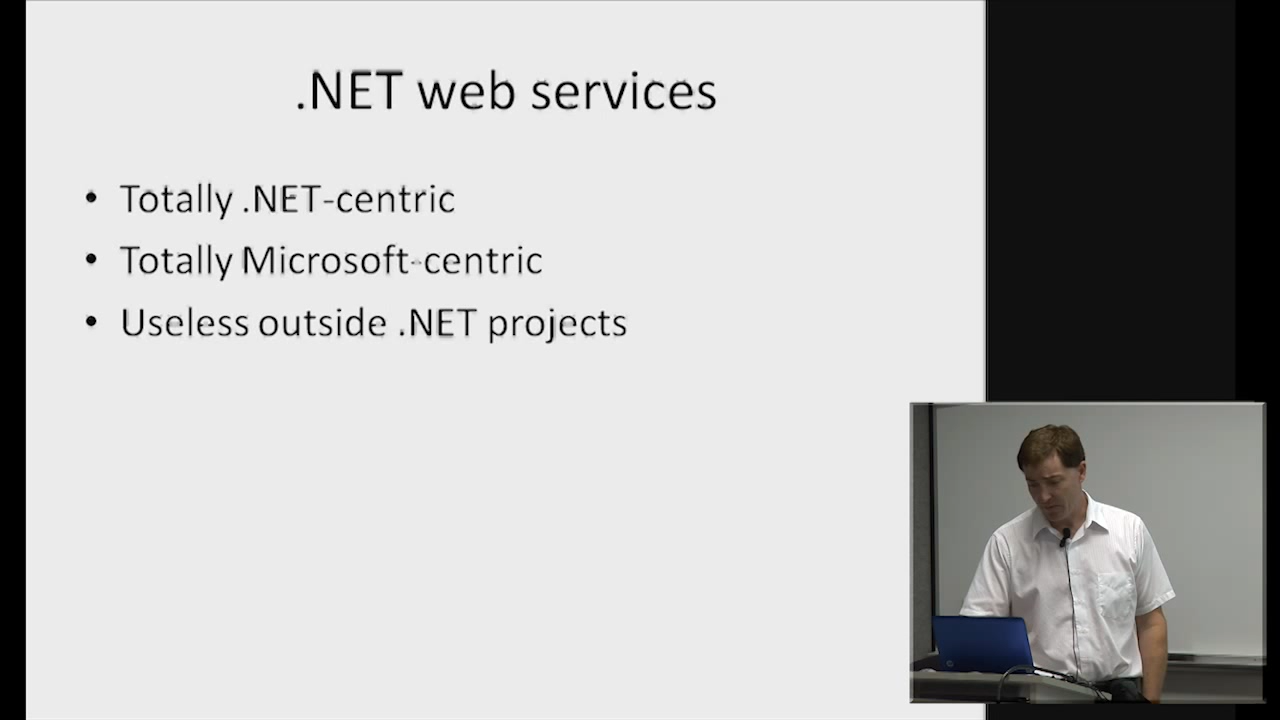 .NET web services
• Totally .NET-centric
• Totally Microsoft-centric
• Useless outside .NET projects